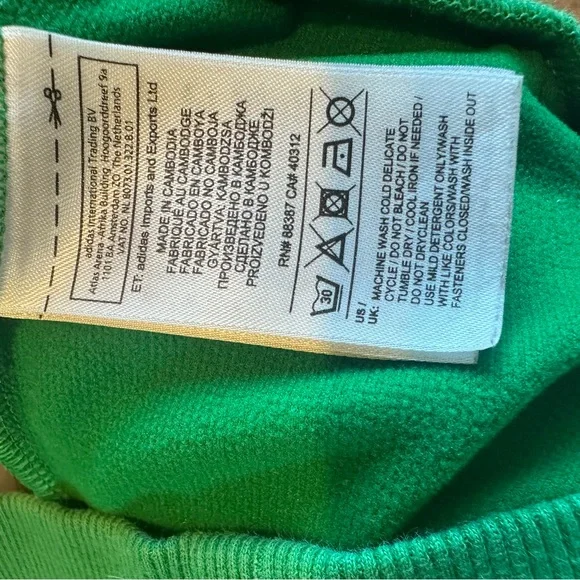 adidas International Trading BV
Atlas Arena-Afrika Building Hoogoorddreef 9a
1101 BA-Amsterdam ZO The Netherlands
VAT NO: NL 8073.01.322.B.01
E1: adidas Imports and Exports Ltd
MADE IN CAMBODIA
FABRIQUÉ AU CAMBODGE
FABRICADO EN CAMBOYA
FABRICADO NO CAMBOJA
GYÁRTVA: KAMBODZSA
ПРОИЗВЕДЕНО В КАМБОДЖА
СДЕЛАНО В КАМБОДЖЕ
PROIZVEDENO U KOMBODŽI
RN# 88387 CA# 40312
30
US /
UK: MACHINE WASH COLD DELICATE
CYCLE / DO NOT BLEACH / DO NOT
TUMBLE DRY / COOL IRON IF NEEDED /
DO NOT DRYCLEAN
USE MILD DETERGENT ONLY/WASH
WITH LIKE COLORS/WASH WITH
FASTENERS CLOSED/WASH INSIDE OUT